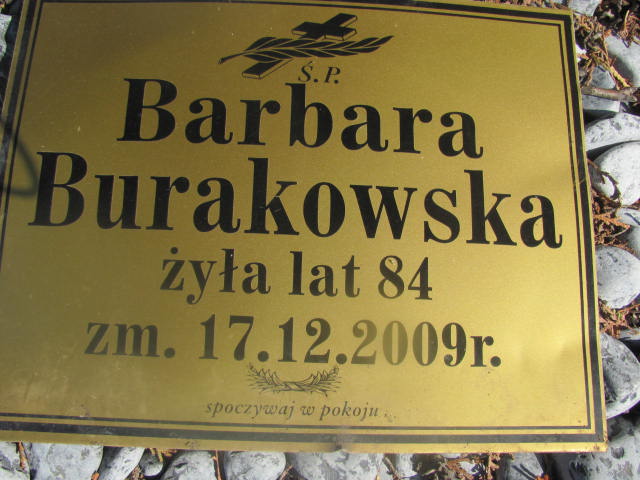 Ś.P.
Barbara
Burakowska
żyła lat 84
zm. 17.12.2009r.
spoczywaj w pokoju...